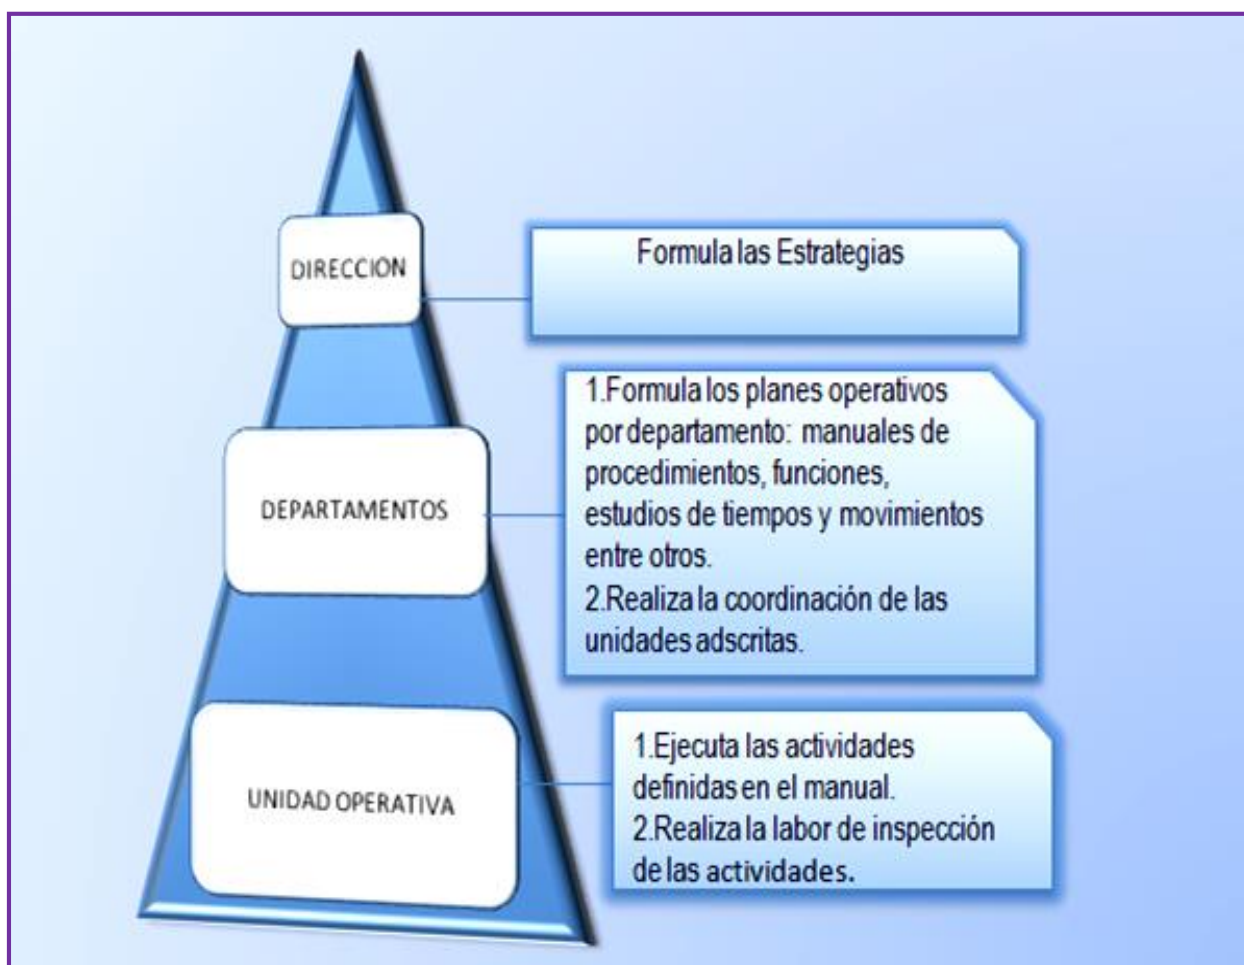 DIRECCION
Formula las Estrategias
DEPARTAMENTOS
1.Formula los planes operativos
por departamento: manuales de
procedimientos, funciones,
estudios de tiempos y movimientos
entre otros.
2.Realiza la coordinación de las
unidades adscritas.
UNIDAD OPERATIVA
1.Ejecuta las actividades
definidas en el manual.
2.Realiza la labor de inspección
de las actividades.